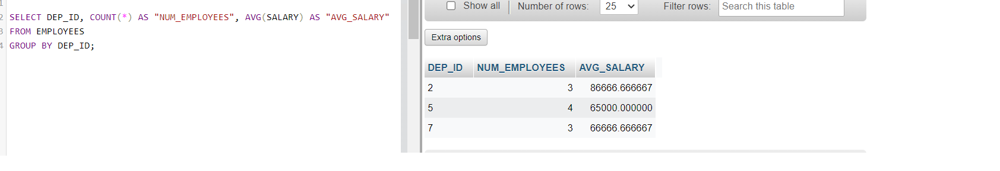 1
2 SELECT DEP_ID, COUNT(*) AS "NUM_EMPLOYEES", AVG(SALARY) AS "AVG_SALARY"
3 FROM EMPLOYEES
4 GROUP BY DEP_ID;
Show all Number of rows: 25 Filter rows: Search this table
Extra options
DEP_ID NUM_EMPLOYEES AVG_SALARY
2 3 86666.666667
5 4 65000.000000
7 3 66666.666667